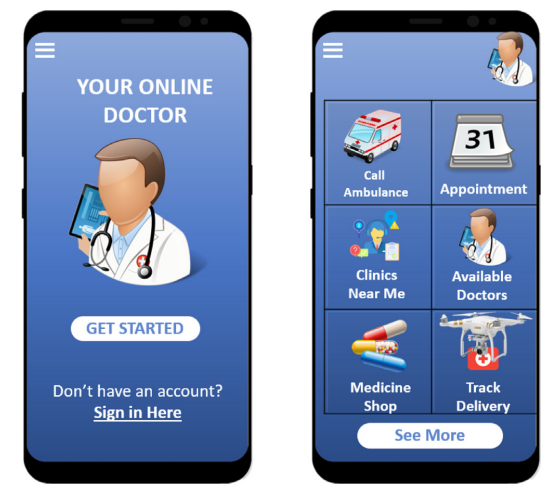 YOUR ONLINE
DOCTOR
GET STARTED
Don't have an account?
Sign in Here
31
Call
Ambulance
Appointment
Clinics
Near Me
Available
Doctors
Medicine
Shop
Track
Delivery
See More